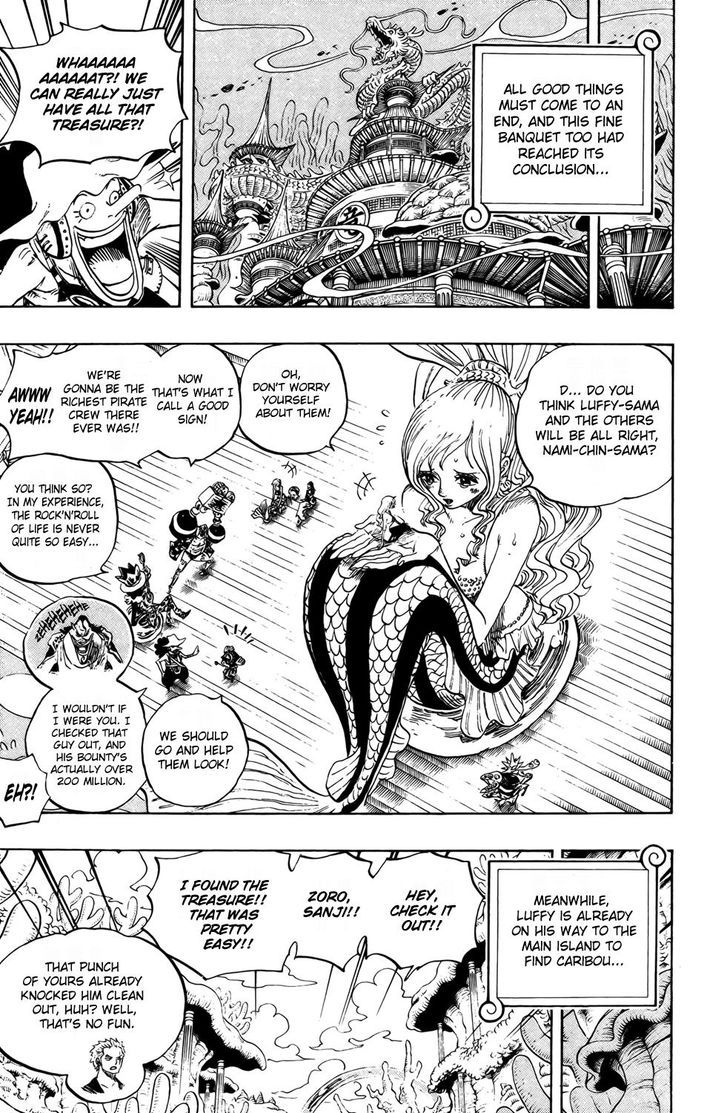 WHAAAAAA
AAAAAAT?! WE
CAN REALLY JUST
HAVE ALL THAT
TREASURE?!
ALL GOOD THINGS
MUST COME TO AN
END, AND THIS FINE
BANQUET TOO HAD
REACHED ITS
CONCLUSION...
AWWW
YEAH!!
WE'RE
GONNA BE THE
RICHEST PIRATE
CREW THERE
EVER WAS!!
NOW
THAT'S WHAT I
CALL A GOOD
SIGN!
OH,
DON'T WORRY
YOURSELF
ABOUT THEM!
D... DO YOU
THINK LUFFY-SAMA
AND THE OTHERS
WILL BE ALL RIGHT,
NAMI-CHIN-SAMA?
YOU THINK SO?
IN MY EXPERIENCE,
THE ROCK'N'ROLL
OF LIFE IS NEVER
QUITE SO EASY...
ZEHEHEHEHE
I WOULDN'T IF
I WERE YOU. I
CHECKED THAT
GUY OUT, AND
HIS BOUNTY'S
ACTUALLY OVER
200 MILLION.
EH?!
WE SHOULD
GO AND HELP
THEM LOOK!
I FOUND THE
TREASURE!!
THAT WAS
PRETTY
EASY!!
ZORO,
SANJI!!
HEY,
CHECK IT
OUT!!
MEANWHILE,
LUFFY IS ALREADY
ON HIS WAY TO THE
MAIN ISLAND TO
FIND CARIBOU...
THAT PUNCH
OF YOURS ALREADY
KNOCKED HIM CLEAN
OUT, HUH? WELL,
THAT'S NO FUN.